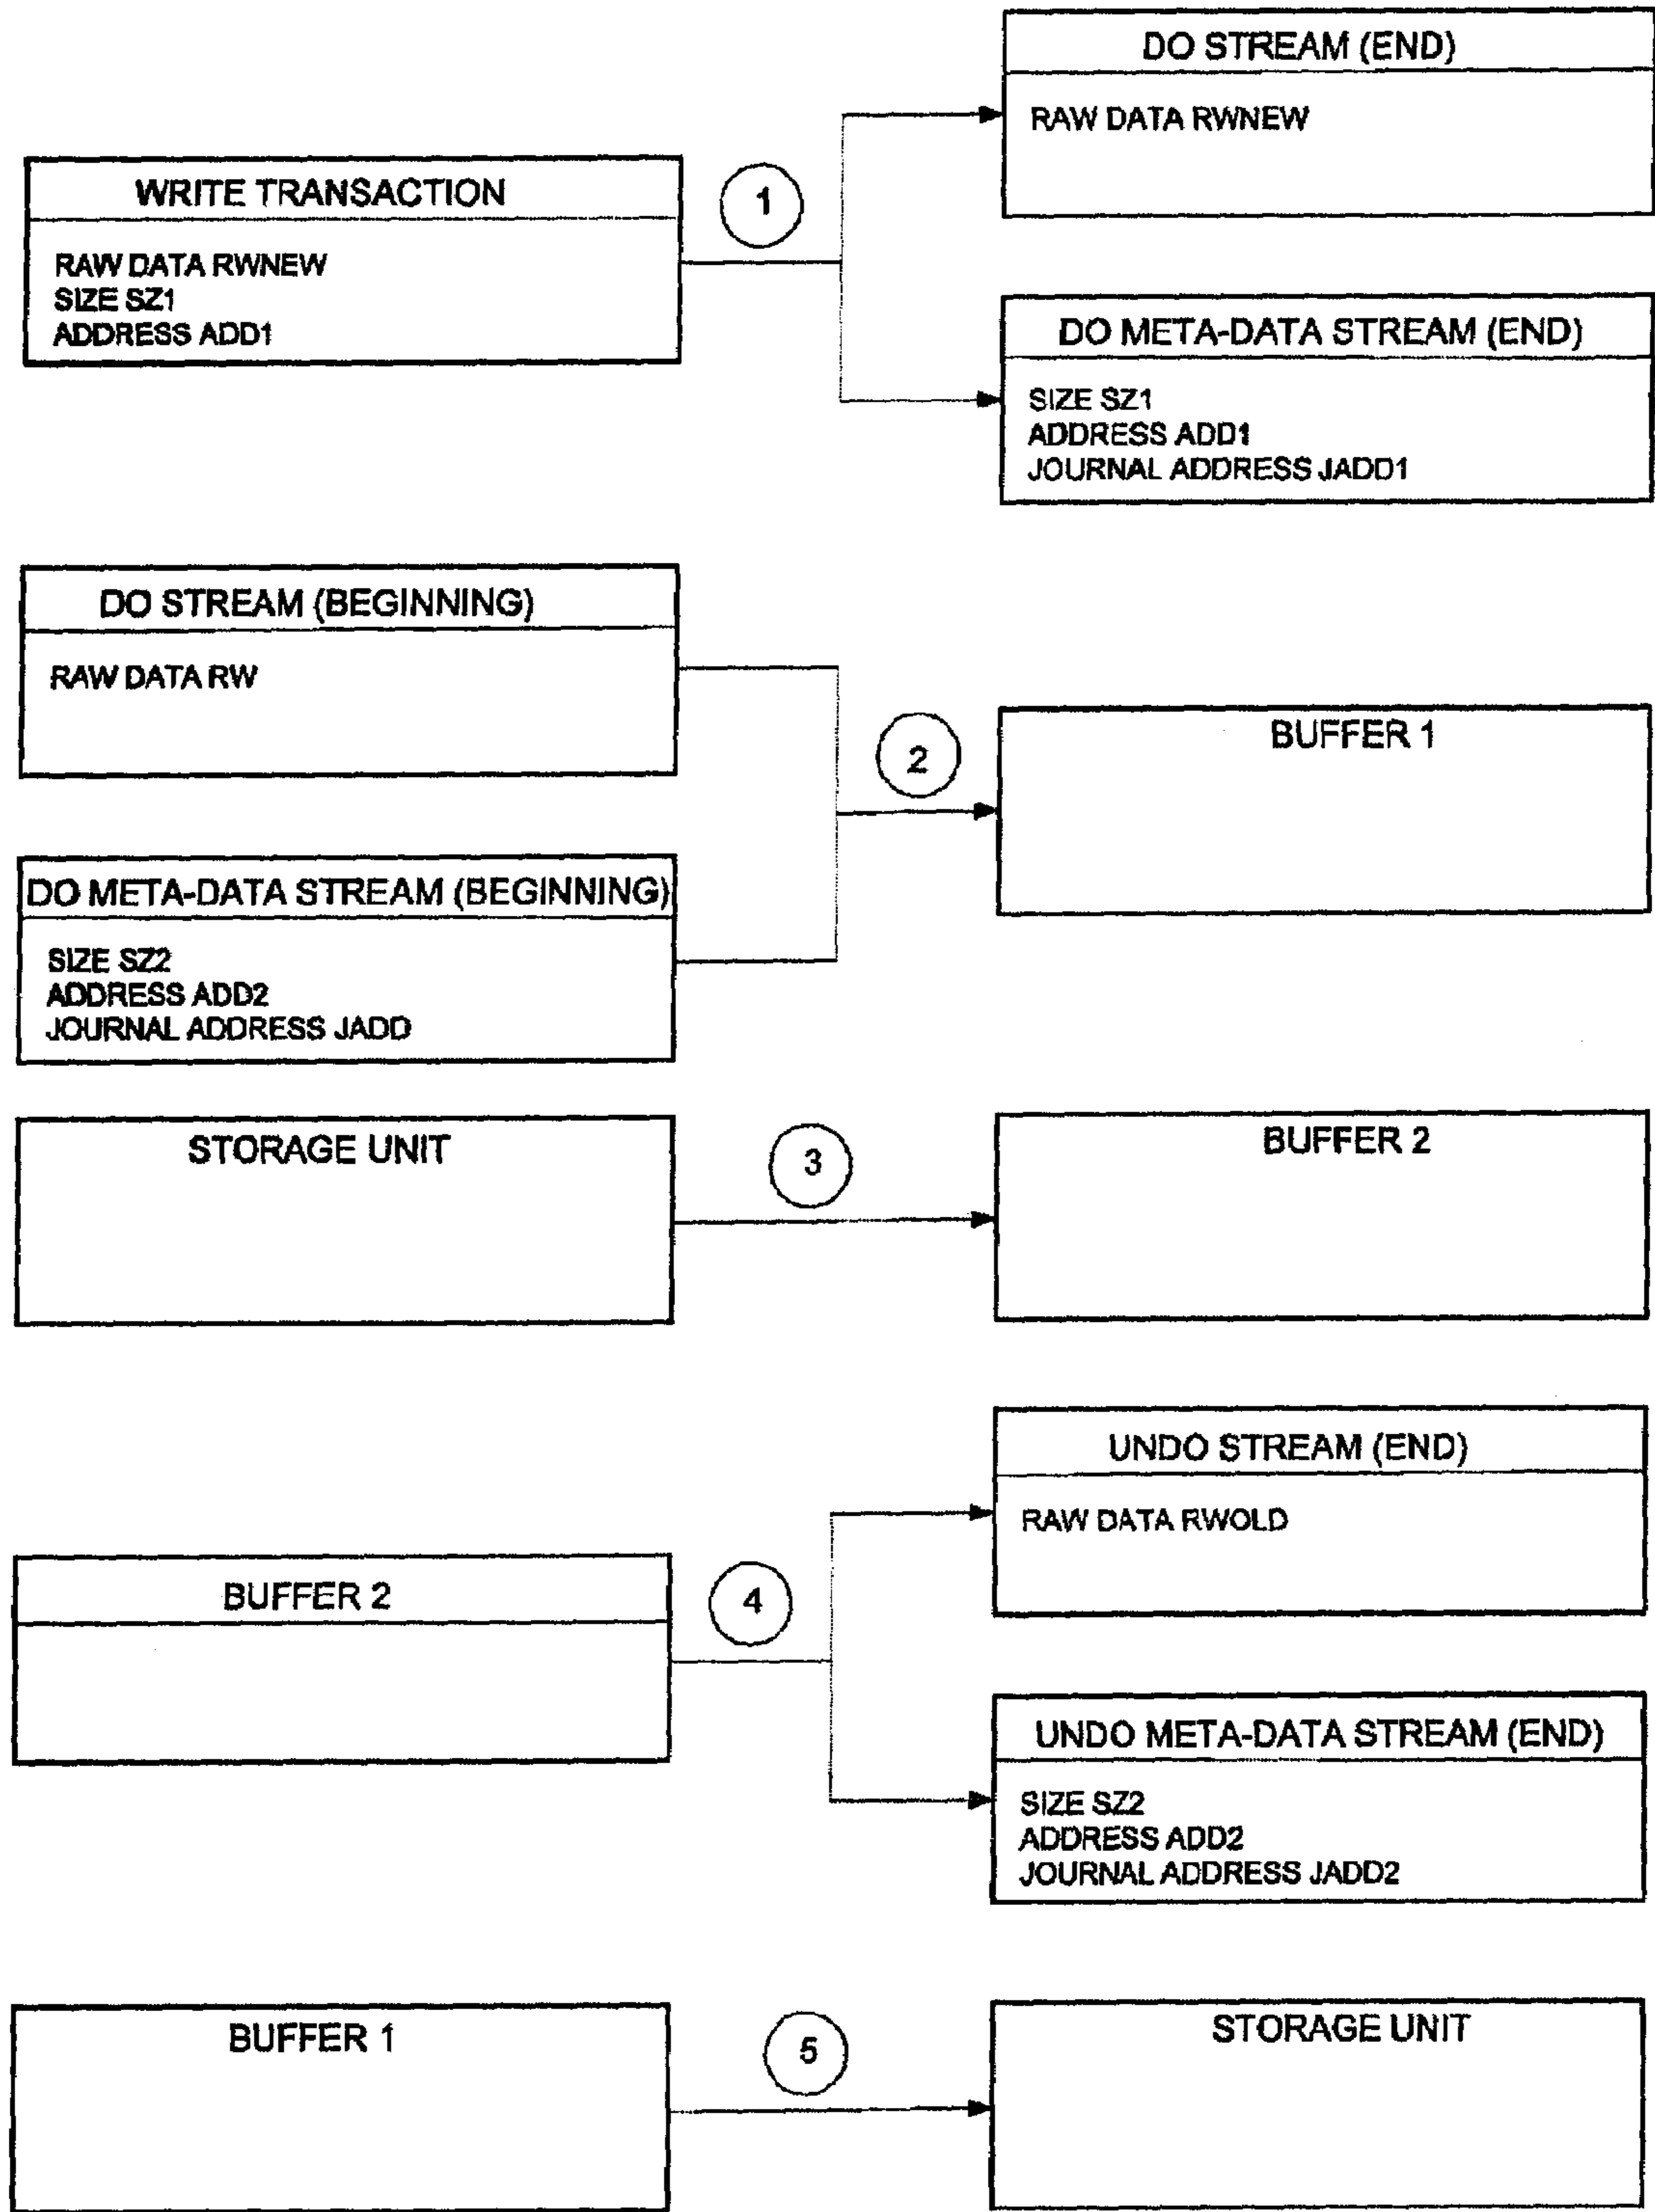 DO STREAM (END)
RAW DATA RWNEW
WRITE TRANSACTION
RAW DATA RWNEW
SIZE SZ1
ADDRESS ADD1
1
DO META-DATA STREAM (END)
SIZE SZ1
ADDRESS ADD1
JOURNAL ADDRESS JADD1
DO STREAM (BEGINNING)
RAW DATA RW
2
BUFFER 1
DO META-DATA STREAM (BEGINNING)
SIZE SZ2
ADDRESS ADD2
JOURNAL ADDRESS JADD
STORAGE UNIT
3
BUFFER 2
UNDO STREAM (END)
RAW DATA RWOLD
BUFFER 2
4
UNDO META-DATA STREAM (END)
SIZE SZ2
ADDRESS ADD2
JOURNAL ADDRESS JADD2
BUFFER 1
5
STORAGE UNIT